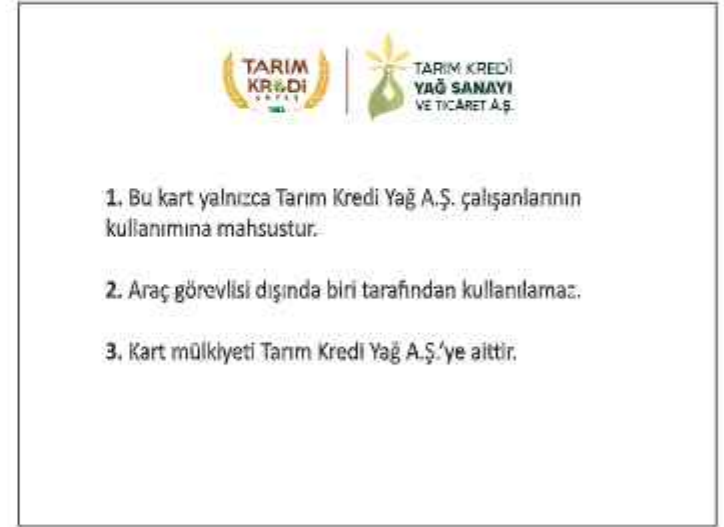 TARIM
KREDİ
1863
TARIM KREDİ
YAĞ SANAYI
VE TİCARET A.Ş.
1. Bu kart yalnızca Tarım Kredi Yağ A.Ş. çalışanlarının
kullanımına mahsustur.
2. Araç görevlisi dışında biri tarafından kullanılamaz.
3. Kart mülkiyeti Tarım Kredi Yağ A.Ş.'ye aittir.